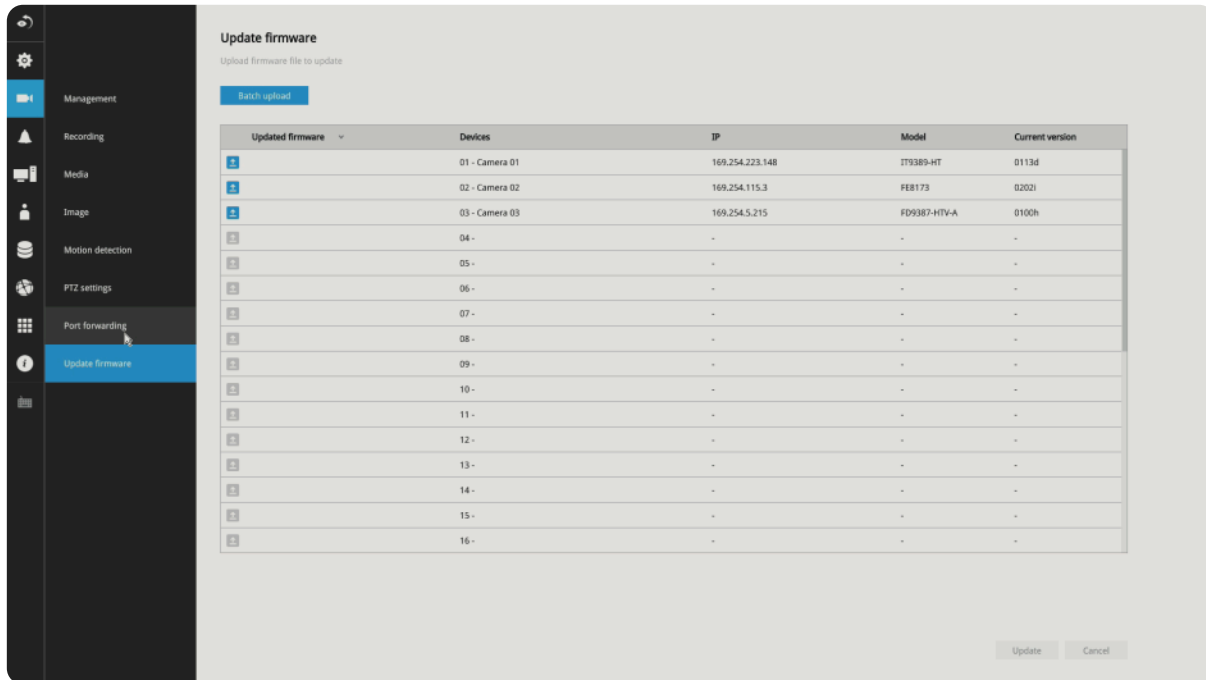 Update firmware
Upload firmware file to update
Batch upload
Management
Recording
Media
Image
Motion detection
PTZ settings
Port forwarding
Update firmware
Updated firmware Devices IP Model Current version
01 - Camera 01 169.254.223.148 IT9389-HT 0113d
02 - Camera 02 169.254.115.3 FE8173 0202i
03 - Camera 03 169.254.5.215 FD9387-HTV-A 0100h
04 - - - -
05 - - - -
06 - - - -
07 - - - -
08 - - - -
09 - - - -
10 - - - -
11 - - - -
12 - - - -
13 - - - -
14 - - - -
15 - - - -
16 - - - -
Update Cancel